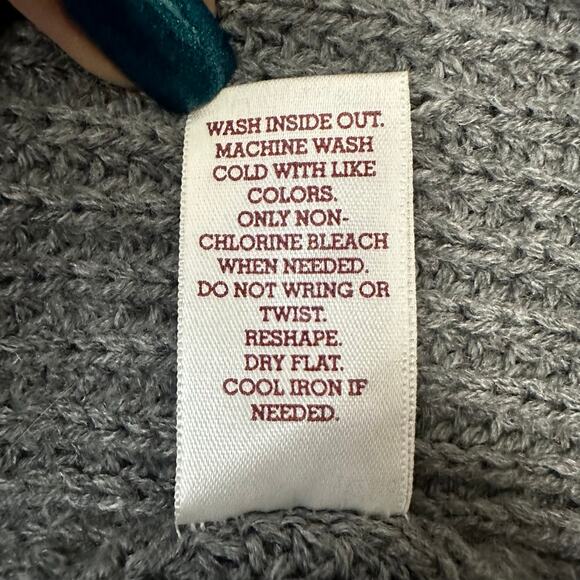 WASH INSIDE OUT.
MACHINE WASH
COLD WITH LIKE
COLORS.
ONLY NON-
CHLORINE BLEACH
WHEN NEEDED.
DO NOT WRING OR
TWIST.
RESHAPE.
DRY FLAT.
COOL IRON IF
NEEDED.